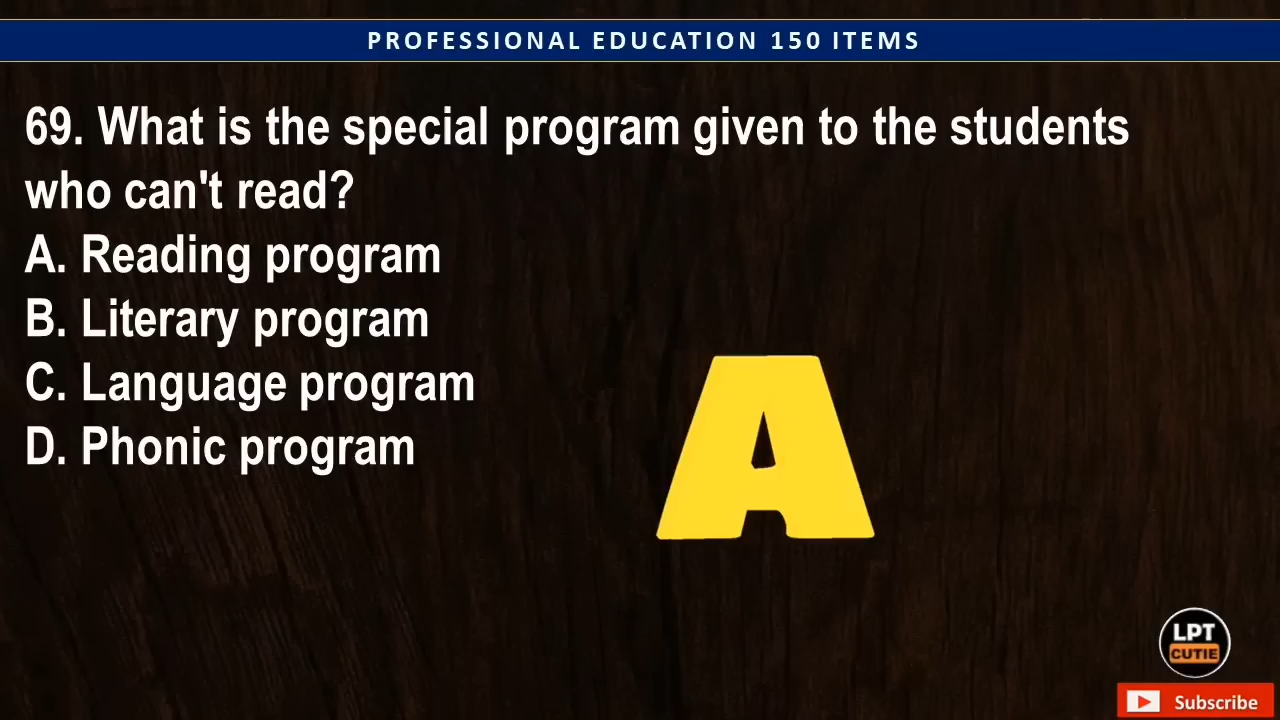 PROFESSIONAL EDUCATION 150 ITEMS
69. What is the special program given to the students
who can't read?
A. Reading program
B. Literary program
C. Language program
D. Phonic program
A
LPT
CUTIE
Subscribe